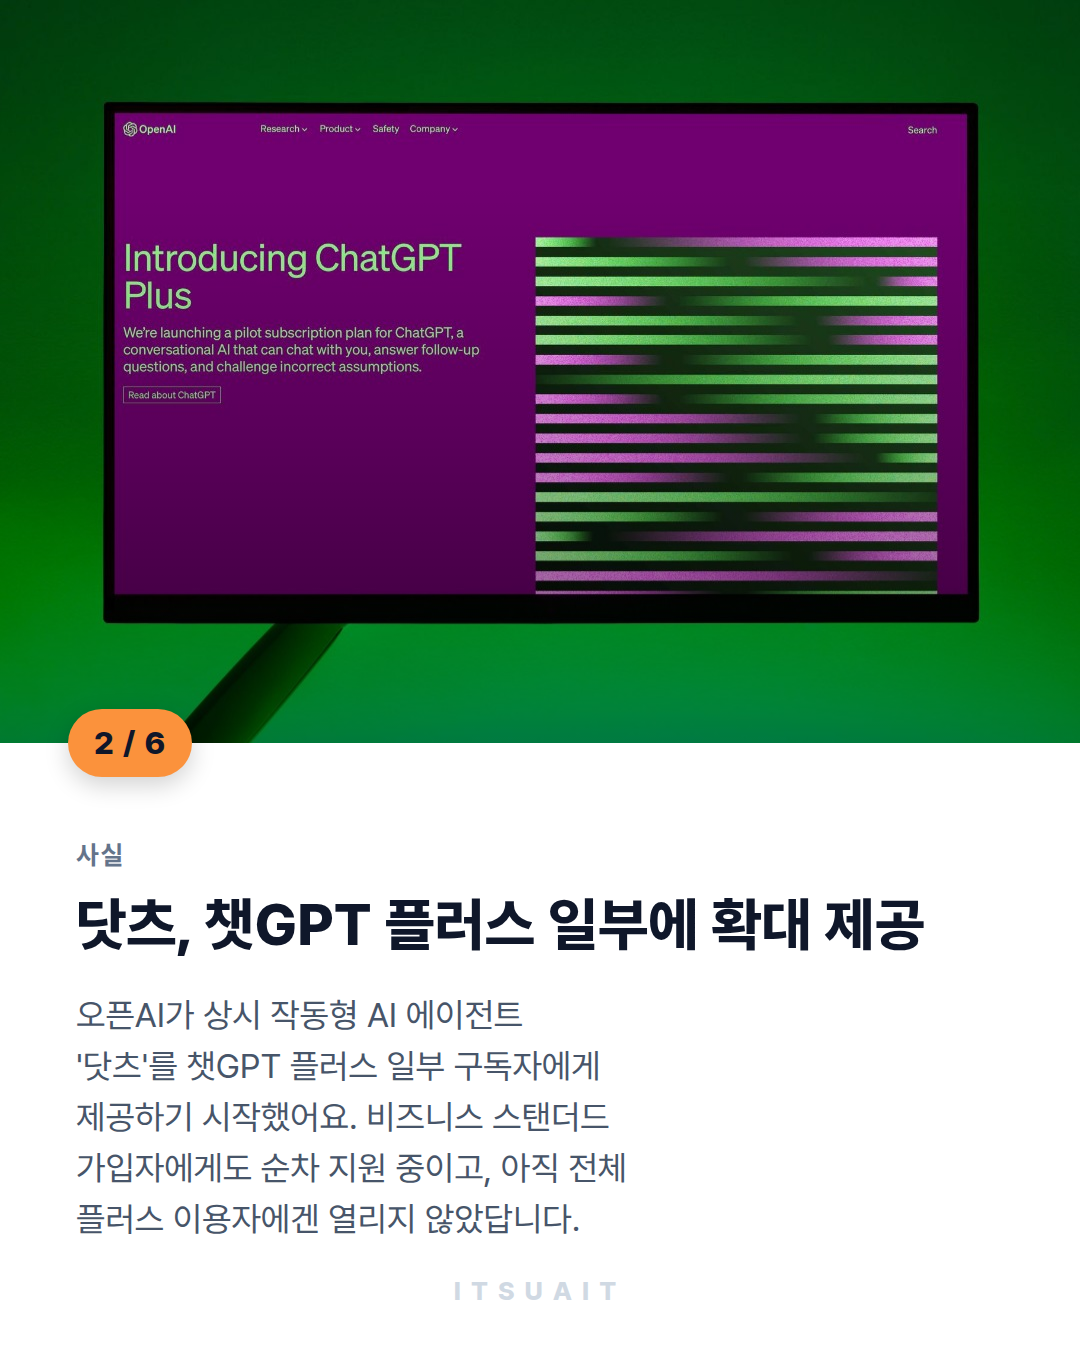 OpenAI
Research Product Safety Company
Search
Introducing ChatGPT
Plus
We're launching a pilot subscription plan for ChatGPT, a
conversational AI that can chat with you, answer follow-up
questions, and challenge incorrect assumptions.
Read about ChatGPT
2 / 6
사실
닷츠, 챗GPT 플러스 일부에 확대 제공
오픈AI가 상시 작동형 AI 에이전트
'닷츠'를 챗GPT 플러스 일부 구독자에게
제공하기 시작했어요. 비즈니스 스탠더드
가입자에게도 순차 지원 중이고, 아직 전체
플러스 이용자에겐 열리지 않았답니다.
ITSUAIT